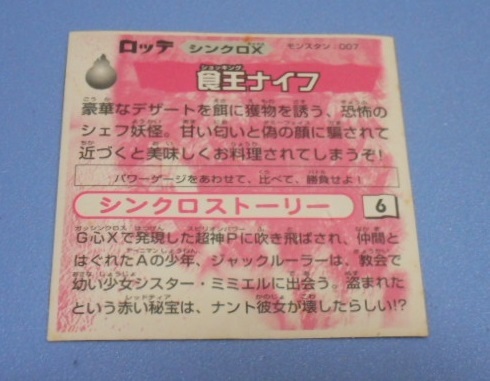 ロッテ シンクロX モンスタン:007
食王ナイフ
豪華なデザートを餌に獲物を誘う、恐怖の
シェフ妖怪。甘い匂いと偽の顔に騙されて
近づくと美味しくお料理されてしまうぞ!
パワーゲージをあわせて、比べて、勝負せよ!
シンクロストーリー 6
G心Xで発現した超神Pに吹き飛ばされ、仲間と
はぐれたAの少年、ジャックルーラーは、教会で
幼い少女シスター・ミミエルに出会う。盗まれた
という赤い秘宝は、ナント彼女が壊したらしい!?